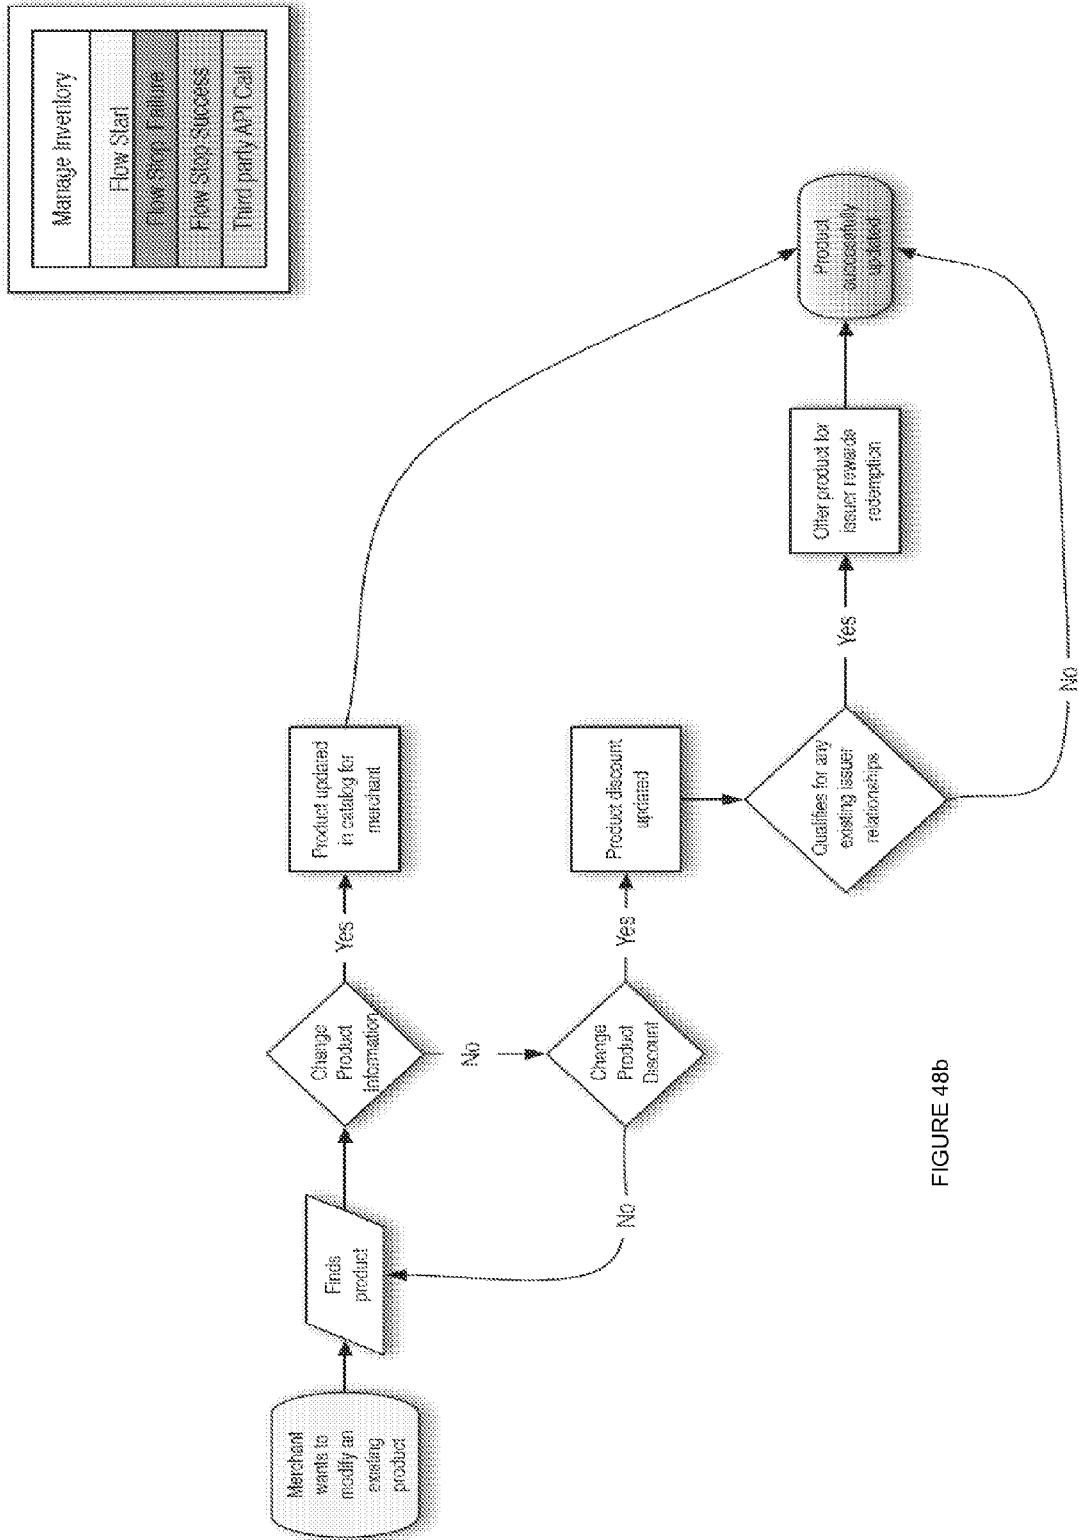 Manage Inventory
Flow Start
Flow Stop Failure
Flow Stop Success
Third party API Call
Merchant
wants to
modify an
existing
product
Finds
product
Change
Product
Information
Yes
Product updated
in catalog for
merchant
No
Change
Product
Discount
No
Yes
Product discount
updated
Qualifies for any
existing issuer
relationships
Yes
Offer product for
issuer rewards
redemption
No
Product
successfully
updated
FIGURE 48b